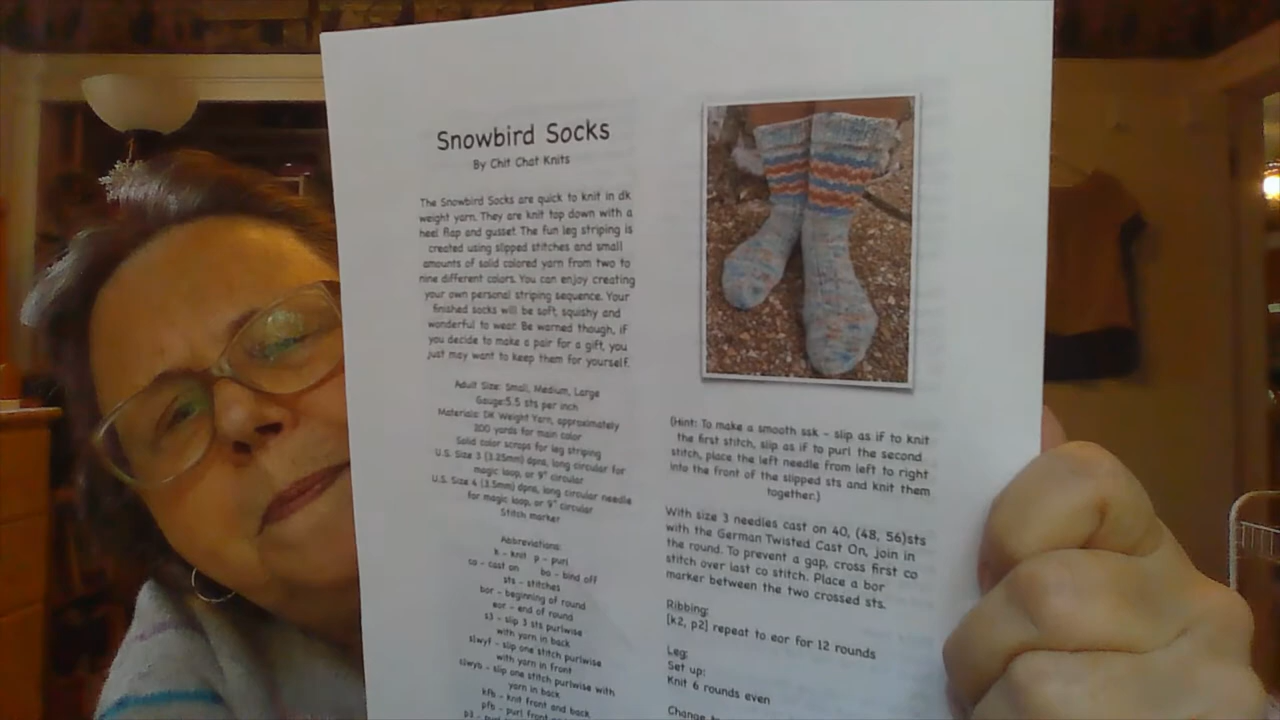 Snowbird Socks
By Chit Chat Knits
The Snowbird Socks are quick to knit in dk
weight yarn. They are knit top down with a
heel flap and gusset. The fun leg striping is
created using slipped stitches and small
amounts of solid colored yarn from two to
nine different colors. You can enjoy creating
your own personal striping sequence. Your
finished socks will be soft, squishy and
wonderful to wear. Be warned though, if
you decide to make a pair for a gift, you
just may want to keep them for yourself.
Adult Size: Small, Medium, Large
Gauge:5.5 sts per inch
Materials: DK Weight Yarn, approximately
200 yards for main color
Solid color scraps for leg striping
U.S. Size 3 (3.25mm) dpns, long circular for
magic loop, or 9" circular
U.S. Size 4 (3.5mm) dpns, long circular needle
for magic loop, or 9" circular
Stitch marker
Abbreviations:
k - knit p - purl
co - cast on bo - bind off
sts - stitches
bor - beginning of round
eor - end of round
s3 - slip 3 sts purlwise
with yarn in back
s1wyf - slip one stitch purlwise
with yarn in front
s1wyb - slip one stitch purlwise with
yarn in back
kfb - knit front and back
pfb - purl front and
(Hint: To make a smooth ssk - slip as if to knit
the first stitch, slip as if to purl the second
stitch, place the left needle from left to right
into the front of the slipped sts and knit them
together.)
With size 3 needles cast on 40, (48, 56)sts
with the German Twisted Cast On, join in
the round. To prevent a gap, cross first co
stitch over last co stitch. Place a bor
marker between the two crossed sts.
Ribbing:
[k2, p2] repeat to eor for 12 rounds
Leg:
Set up:
Knit 6 rounds even
Change